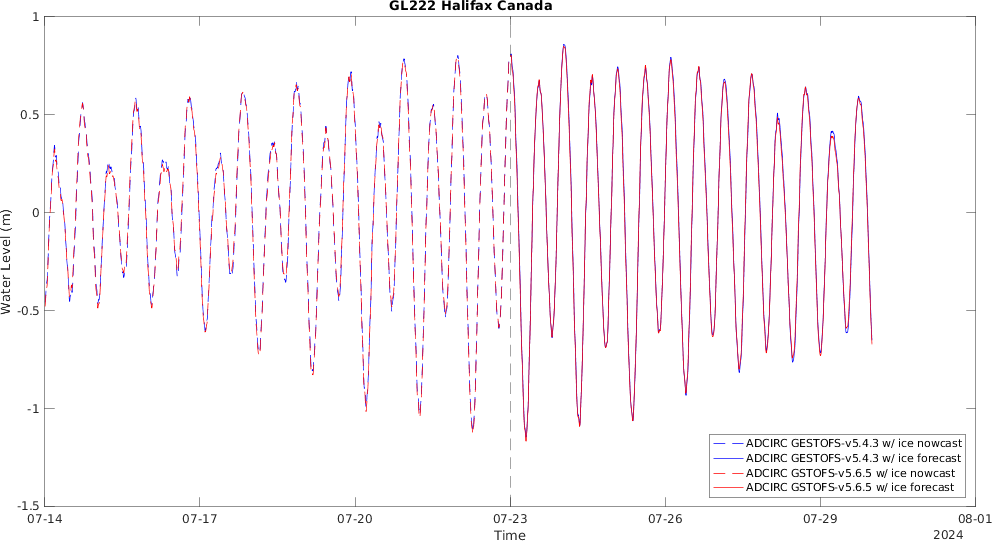 GL222 Halifax Canada
1
0.5
0
-0.5
-1
-1.5
Water Level (m)
07-14
07-17
07-20
07-23
07-26
07-29
08-01
Time
2024
ADCIRC GESTOFS-v5.4.3 w/ ice nowcast
ADCIRC GESTOFS-v5.4.3 w/ ice forecast
ADCIRC GSTOFS-v5.6.5 w/ ice nowcast
ADCIRC GSTOFS-v5.6.5 w/ ice forecast